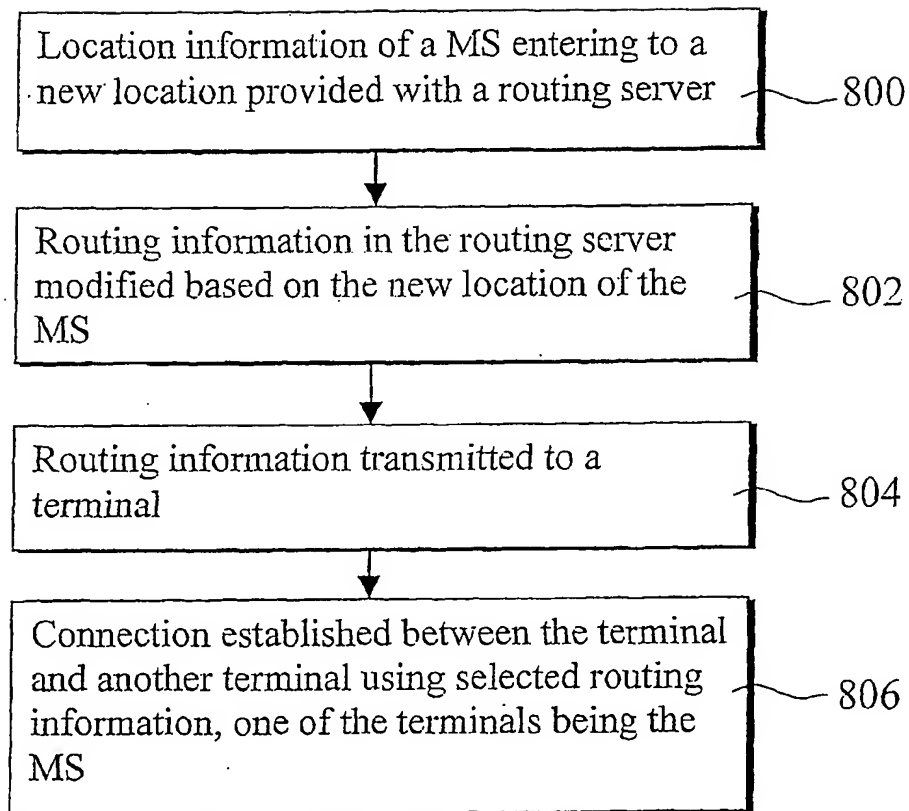 Location information of a MS entering to a
new location provided with a routing server
800
Routing information in the routing server
modified based on the new location of the
MS
802
Routing information transmitted to a
terminal
804
Connection established between the terminal
and another terminal using selected routing
information, one of the terminals being the
MS
806